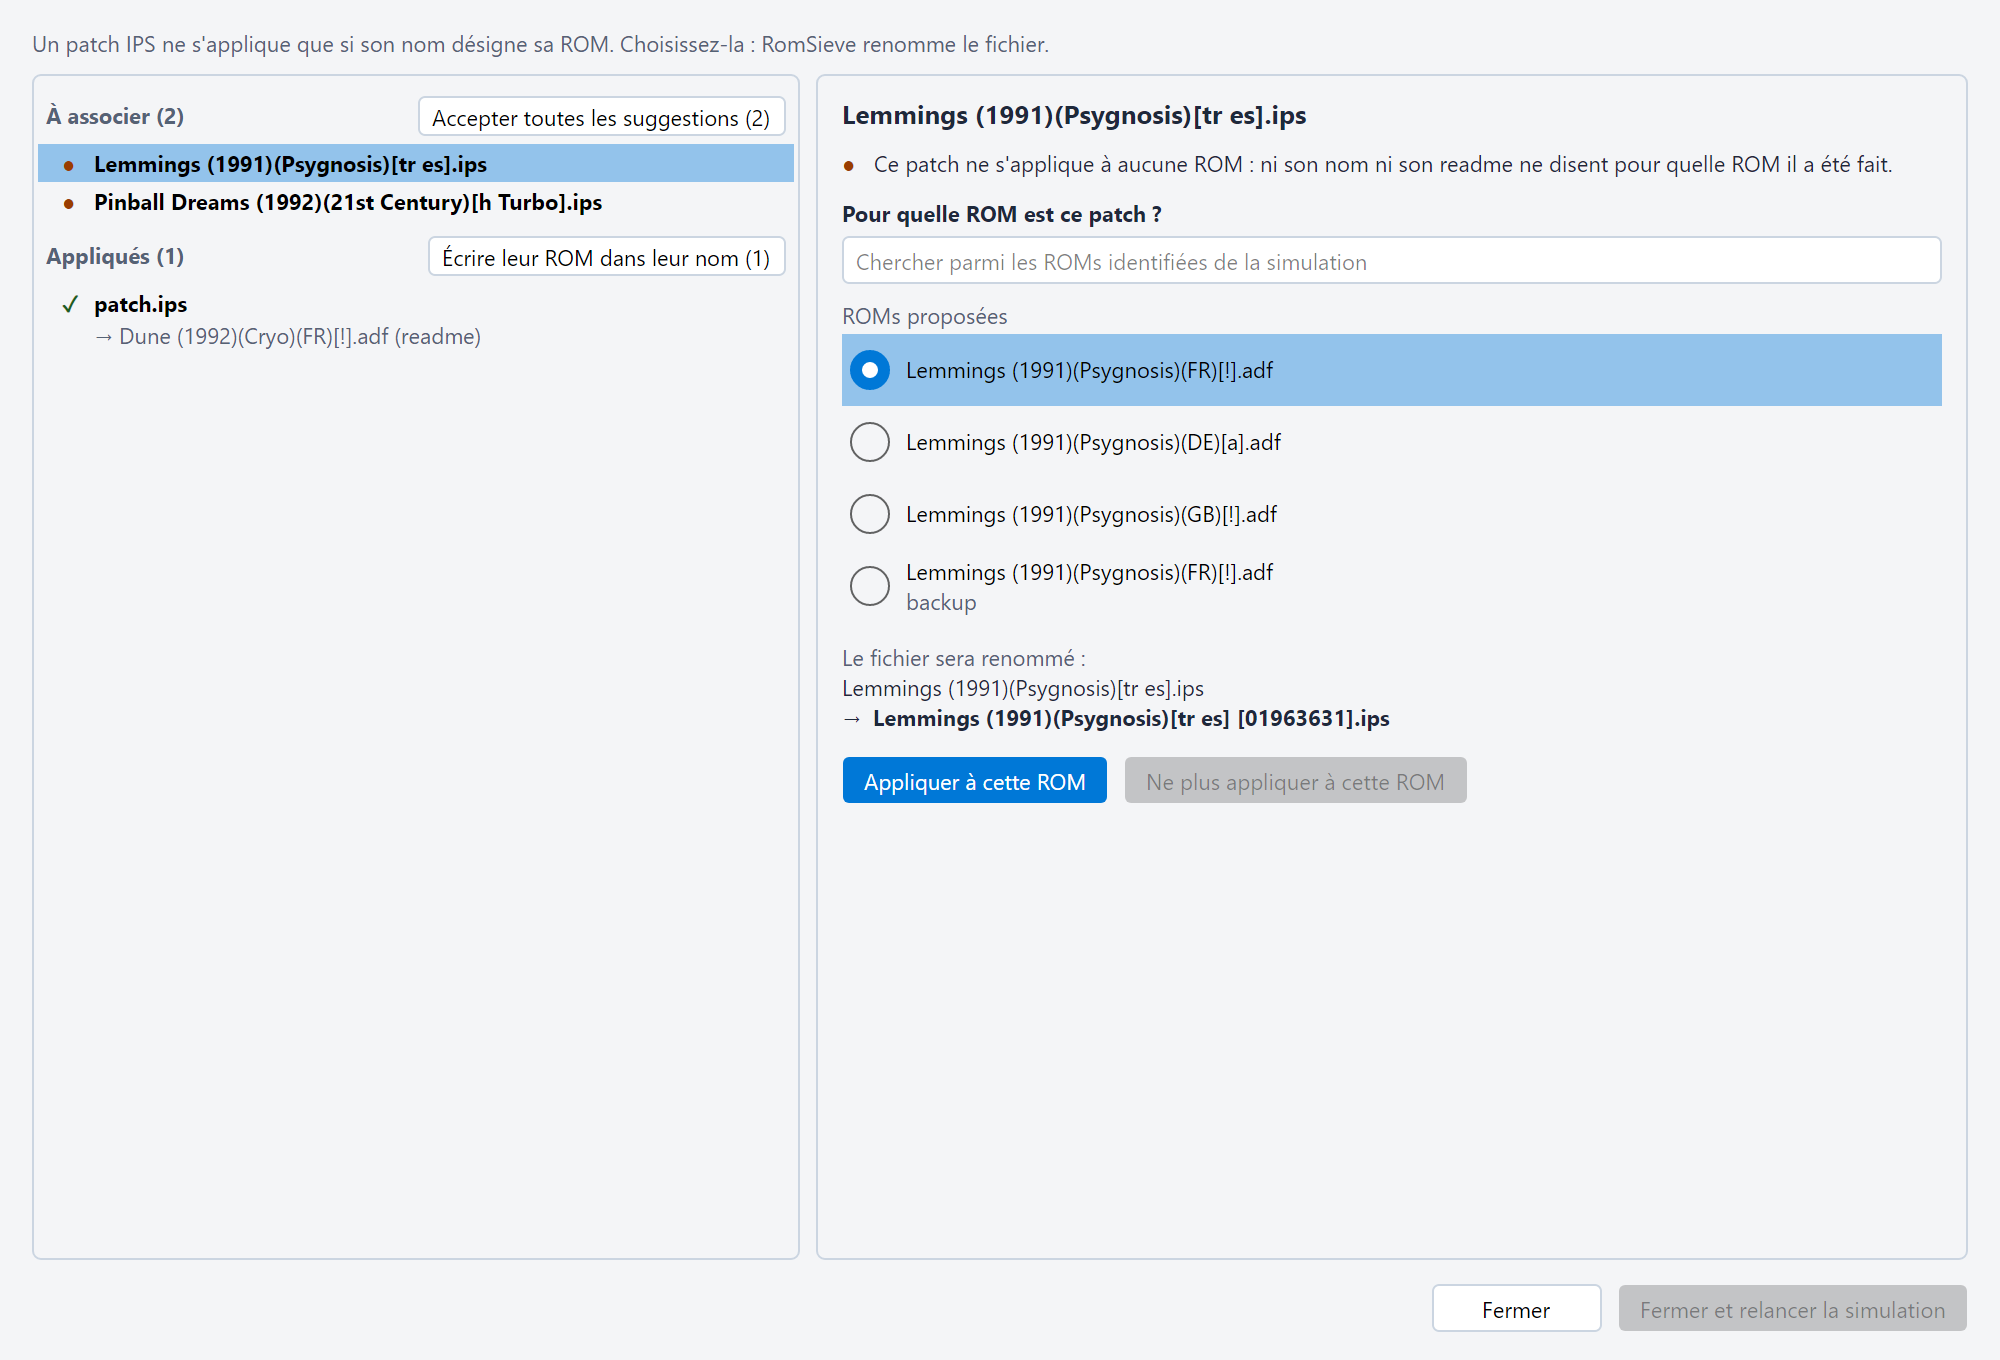 Un patch IPS ne s'applique que si son nom désigne sa ROM. Choisissez-la : RomSieve renomme le fichier.
À associer (2)
Accepter toutes les suggestions (2)
Lemmings (1991)(Psygnosis)[tr es].ips
Pinball Dreams (1992)(21st Century)[h Turbo].ips
Appliqués (1)
Écrire leur ROM dans leur nom (1)
✓ patch.ips
→ Dune (1992)(Cryo)(FR)[!].adf (readme)
Lemmings (1991)(Psygnosis)[tr es].ips
Ce patch ne s'applique à aucune ROM : ni son nom ni son readme ne disent pour quelle ROM il a été fait.
Pour quelle ROM est ce patch ?
Chercher parmi les ROMs identifiées de la simulation
ROMs proposées
Lemmings (1991)(Psygnosis)(FR)[!].adf
Lemmings (1991)(Psygnosis)(DE)[a].adf
Lemmings (1991)(Psygnosis)(GB)[!].adf
Lemmings (1991)(Psygnosis)(FR)[!].adf
backup
Le fichier sera renommé :
Lemmings (1991)(Psygnosis)[tr es].ips
→ Lemmings (1991)(Psygnosis)[tr es] [01963631].ips
Appliquer à cette ROM
Ne plus appliquer à cette ROM
Fermer
Fermer et relancer la simulation